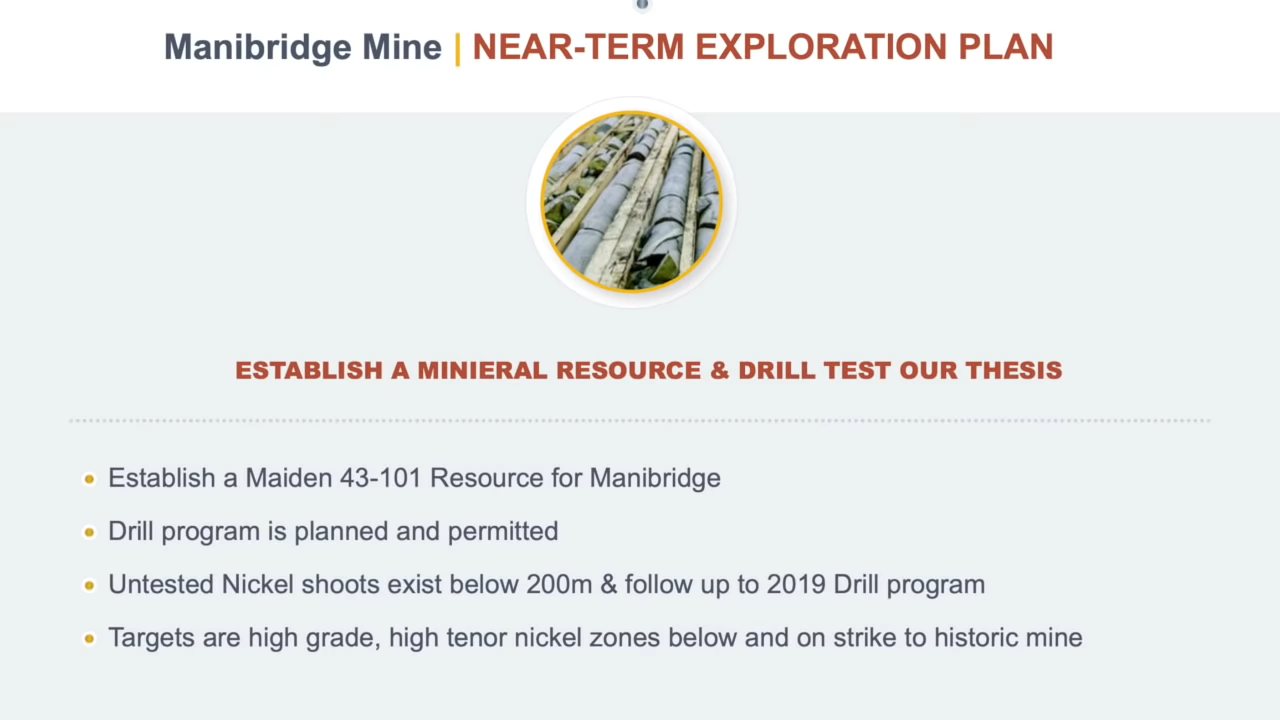 Manibridge Mine | NEAR-TERM EXPLORATION PLAN
ESTABLISH A MINIERAL RESOURCE & DRILL TEST OUR THESIS
Establish a Maiden 43-101 Resource for Manibridge
Drill program is planned and permitted
Untested Nickel shoots exist below 200m & follow up to 2019 Drill program
Targets are high grade, high tenor nickel zones below and on strike to historic mine